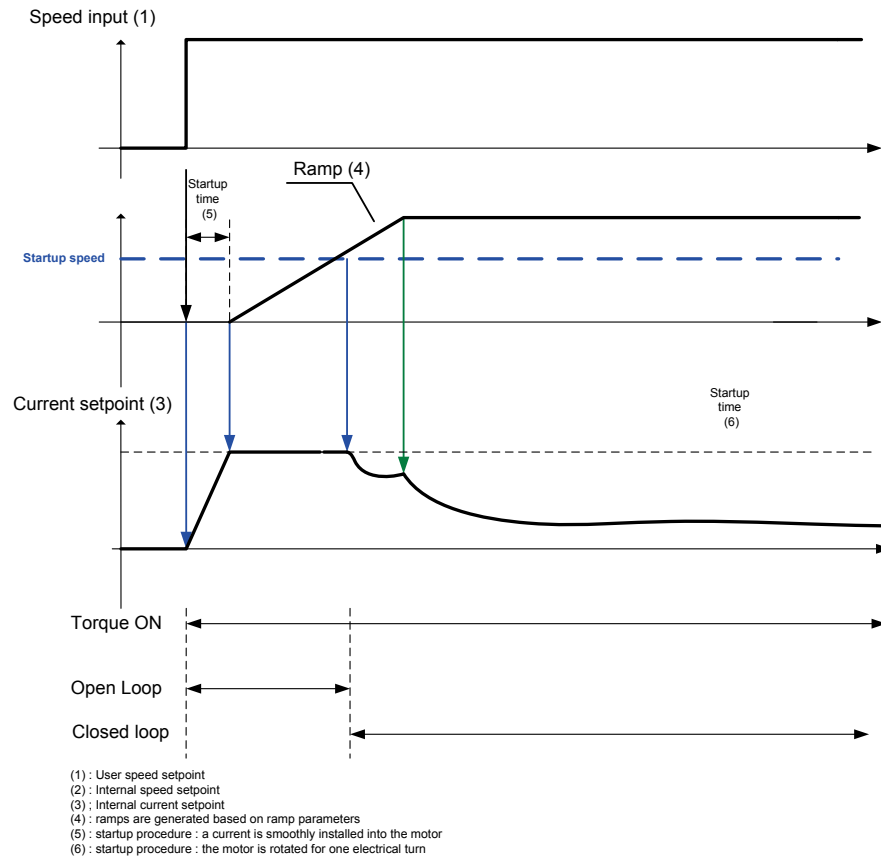 Speed input (1)
Ramp (4)
Startup
time
(5)
Startup speed
Current setpoint (3)
Startup
time
(6)
Torque ON
Open Loop
Closed loop
(1) : User speed setpoint
(2) : Internal speed setpoint
(3) ; Internal current setpoint
(4) : ramps are generated based on ramp parameters
(5) : startup procedure : a current is smoothly installed into the motor
(6) : startup procedure : the motor is rotated for one electrical turn